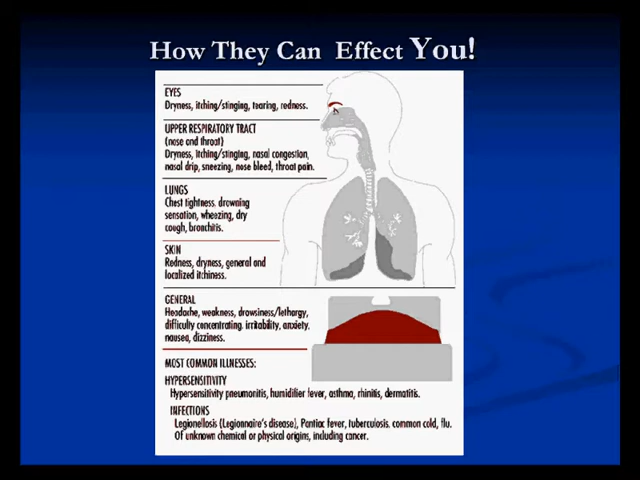 How They Can Effect You!
EYES
Dryness, itching/stinging, tearing, redness.
UPPER RESPIRATORY TRACT
(nose and throat)
Dryness, itching/stinging, nasal congestion,
nasal drip, sneezing, nose bleed, throat pain.
LUNGS
Chest tightness, drowning
sensation, wheezing, dry
cough, bronchitis.
SKIN
Redness, dryness, general and
localized itchiness.
GENERAL
Headache, weakness, drowsiness/lethargy,
difficulty concentrating, irritability, anxiety,
nausea, dizziness.
MOST COMMON ILLNESSES:
HYPERSENSITIVITY
Hypersensitivity pneumonitis, humidifier fever, asthma, rhinitis, dermatitis.
INFECTIONS
Legionellosis (Legionnaire's disease), Pontiac fever, tuberculosis, common cold, flu.
Of unknown chemical or physical origins, including cancer.